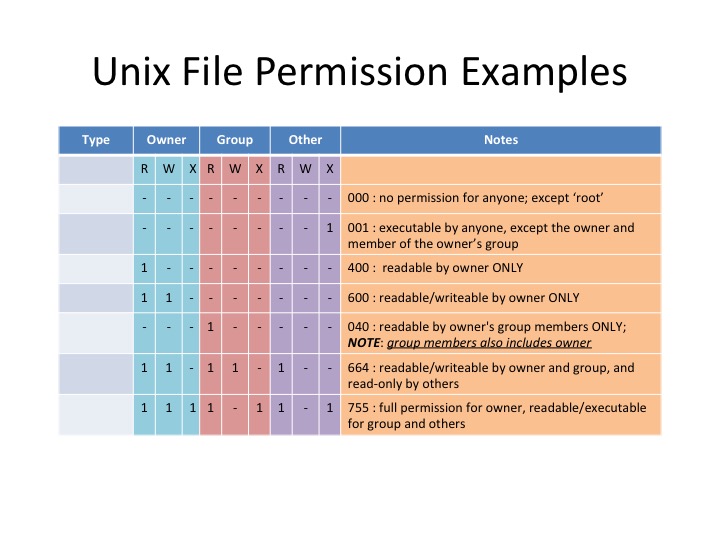 Unix File Permission Examples
Type Owner Group Other Notes
R W X R W X R W X
- - - - - - - - - 000 : no permission for anyone; except ‘root’
- - - - - - - - 1 001 : executable by anyone, except the owner and
member of the owner’s group
1 - - - - - - - - 400 :  readable by owner ONLY
1 1 - - - - - - - 600 : readable/writeable by owner ONLY
- - - 1 - - - - - 040 : readable by owner's group members ONLY;
NOTE: group members also includes owner
1 1 - 1 1 - 1 - - 664 : readable/writeable by owner and group, and
read-only by others
1 1 1 1 - 1 1 - 1 755 : full permission for owner, readable/executable
for group and others